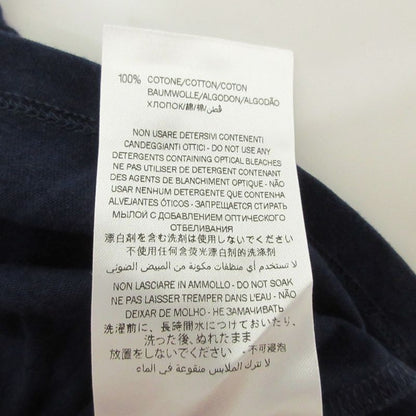 100% COTONE/COTTON/COTON
BAUMWOLLE/ALGODON/ALGODÃO
ХЛОПОК/綿/棉/قطن
NON USARE DETERSIVI CONTENENTI
CANDEGGIANTI OTTICI - DO NOT USE ANY
DETERGENTS CONTAINING OPTICAL BLEACHES
NE PAS UTILISER DE DETERGENT CONTENANT
DES AGENTS DE BLANCHIMENT OPTIQUE - NÃO
USAR NENHUM DETERGENTE QUE CONTENHA
ALVEJANTES ÓTICOS - ЗАПРЕЩАЕТСЯ СТИРАТЬ
МЫЛОЙ С ДОБАВЛЕНИЕМ ОПТИЧЕСКОГО
ОТБЕЛИВАНИЯ
漂白剤を含む洗剤は使用しないでください
不使用任何含荧光漂白剂的洗涤剂
لا تستخدم أي منظفات مكونة من المبيض الضوئي
NON LASCIARE IN AMMOLLO - DO NOT SOAK
NE PAS LAISSER TREMPER DANS L'EAU - NÃO
DEIXAR DE MOLHO - НЕ ЗАМАЧИВАТЬ
洗濯前に、長時間水につけておいたり、
洗った後、ぬれたまま
放置をしないでください - 不可浸泡
لا تترك الملابس منقوعة في الماء